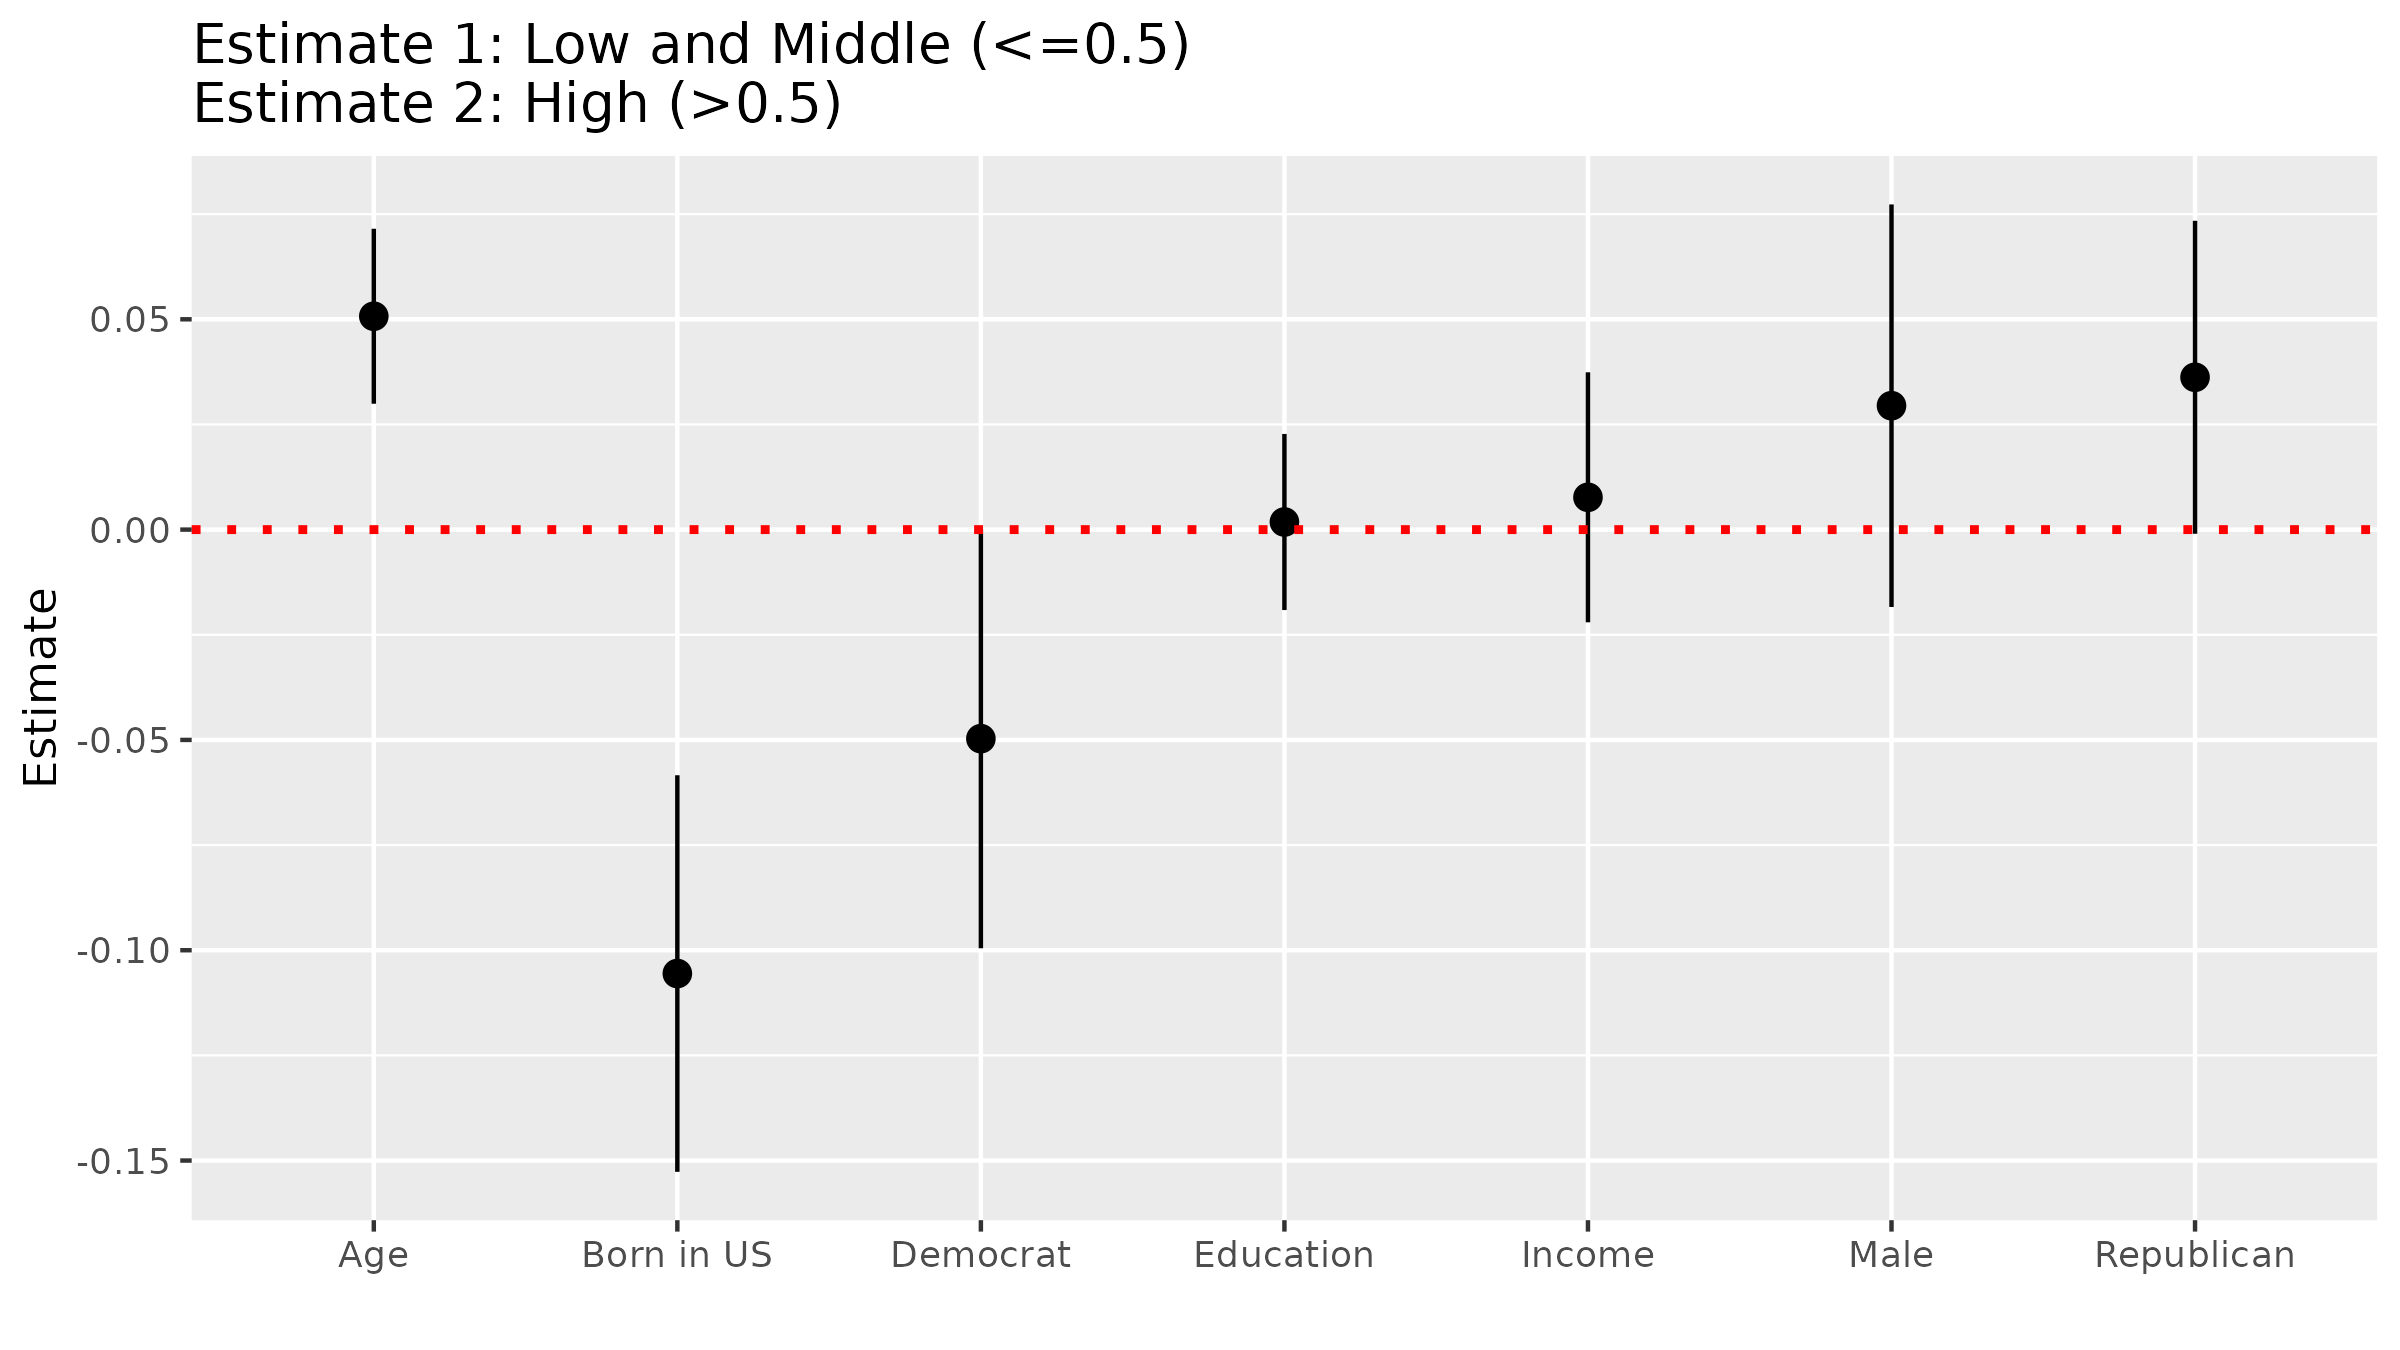 Estimate 1: Low and Middle (<=0.5)
Estimate 2: High (>0.5)
Estimate
0.05
0.00
-0.05
-0.10
-0.15
Age
Born in US
Democrat
Education
Income
Male
Republican